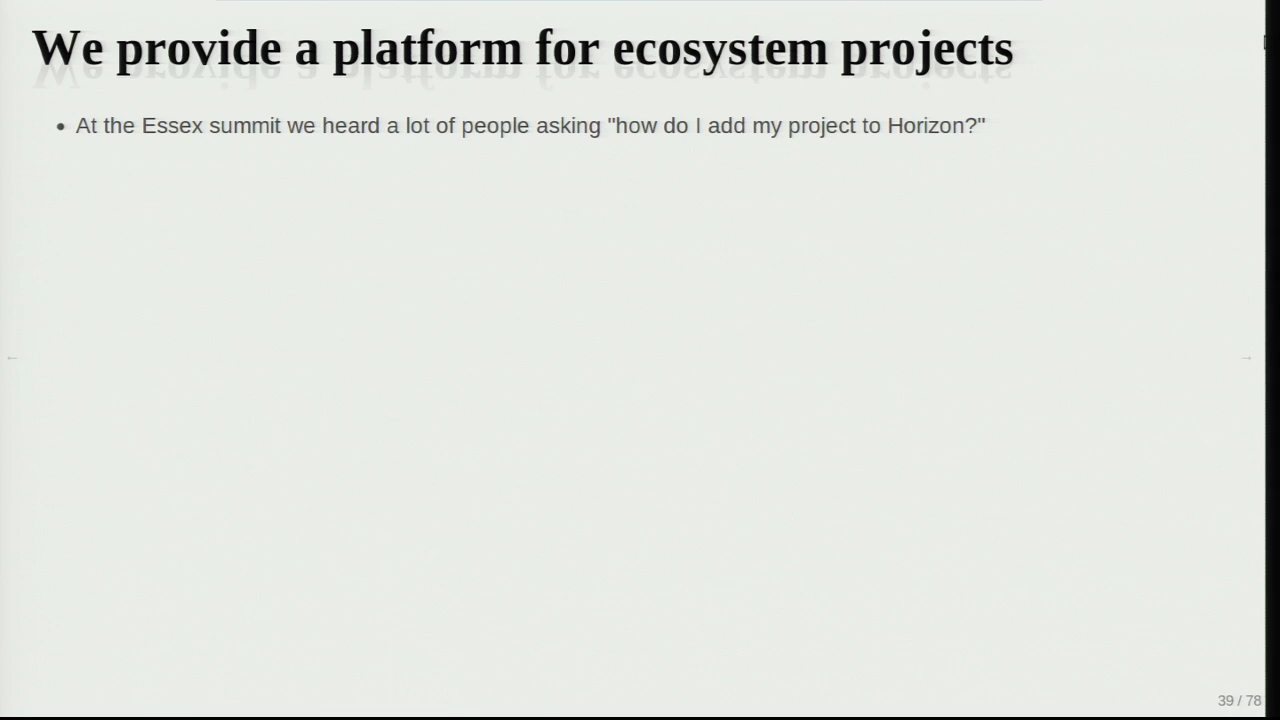 We provide a platform for ecosystem projects
• At the Essex summit we heard a lot of people asking "how do I add my project to Horizon?"
←
→
39 / 78